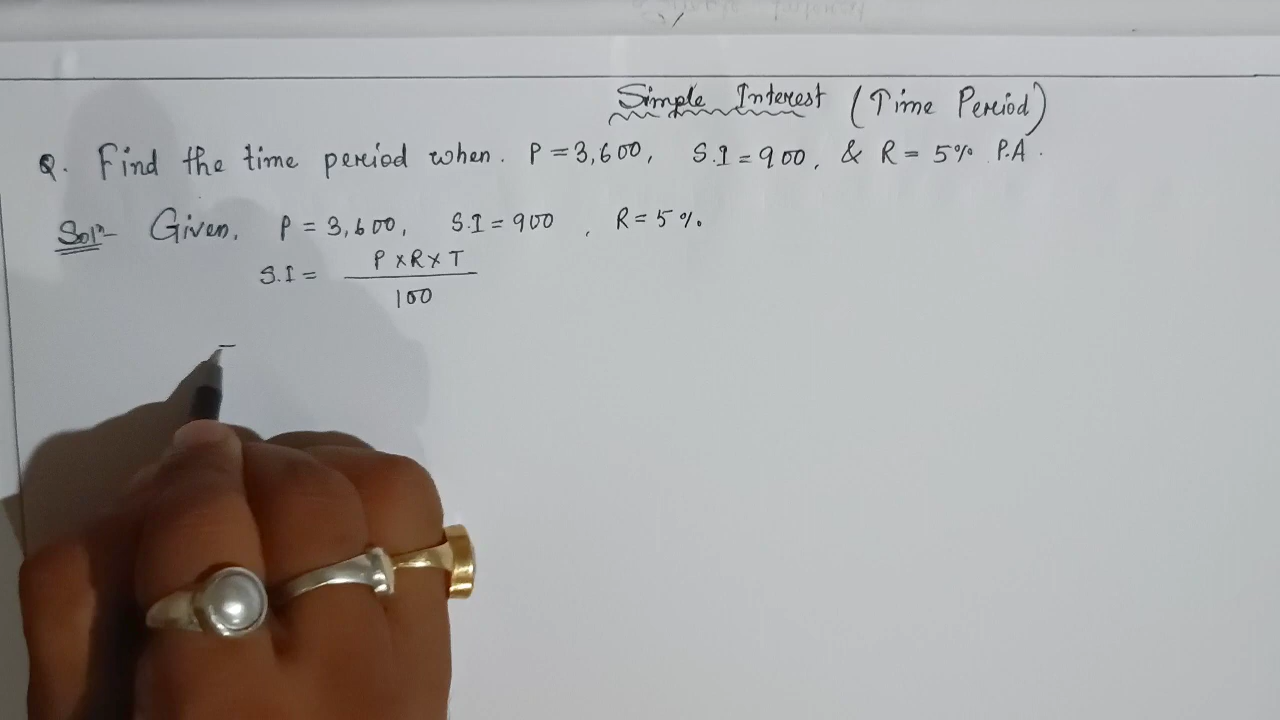 Simple Interest (Time Period)
Q. Find the time period when. P = 3,600, S.I = 900, & R = 5% P.A.
Solⁿ- Given, P = 3,600, S.I = 900, R = 5%.
S.I = P×R×T
100